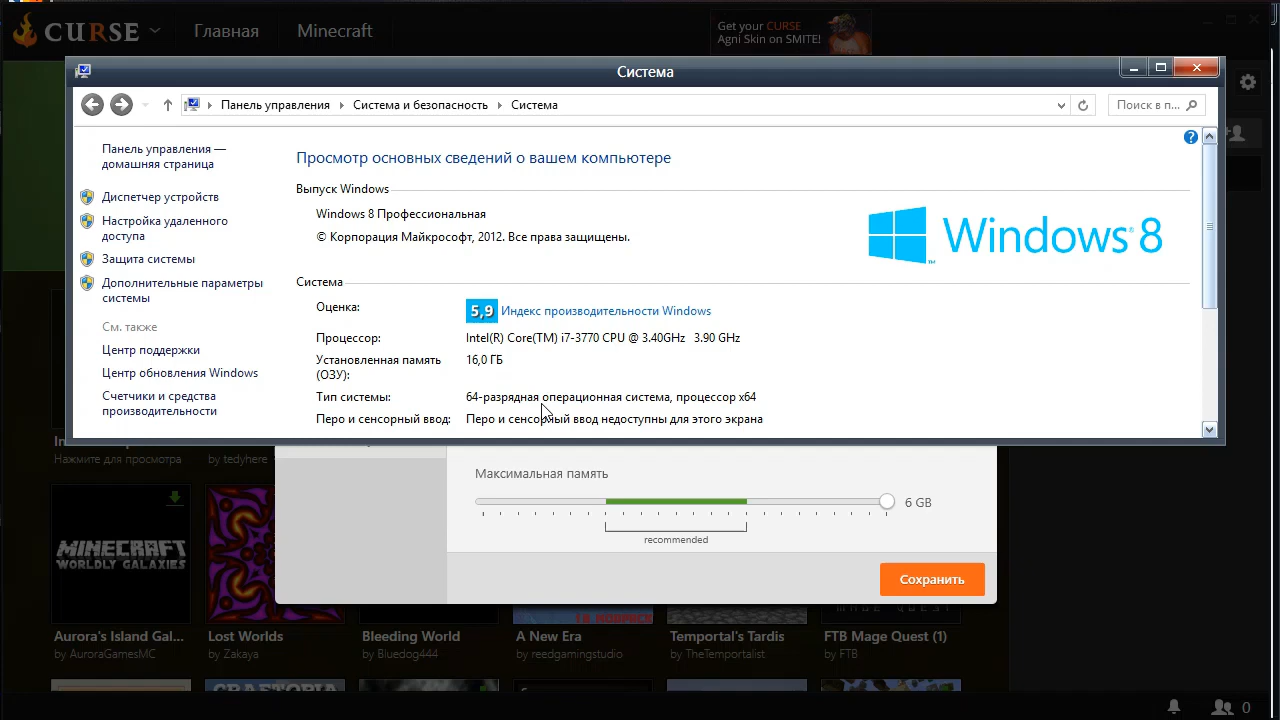 CURSE
Главная
Minecraft
Get your CURSE
Agni Skin on SMITE!
Система
Панель управления
Система и безопасность
Система
Поиск в п...
Панель управления —
домашняя страница
Диспетчер устройств
Настройка удаленного
доступа
Защита системы
Дополнительные параметры
системы
См. также
Центр поддержки
Центр обновления Windows
Счетчики и средства
производительности
Просмотр основных сведений о вашем компьютере
Выпуск Windows
Windows 8 Профессиональная
© Корпорация Майкрософт, 2012. Все права защищены.
Windows® 8
Система
Оценка:
5,9 Индекс производительности Windows
Процессор:
Intel(R) Core(TM) i7-3770 CPU @ 3.40GHz 3.90 GHz
Установленная память
(ОЗУ):
16,0 ГБ
Тип системы:
64-разрядная операционная система, процессор x64
Перо и сенсорный ввод:
Перо и сенсорный ввод недоступны для этого экрана
Нажмите для просмотра
by tedyhere
Максимальная память
6 GB
recommended
Сохранить
MINECRAFT
WORLDLY GALAXIES
Aurora's Island Gal...
by AuroraGamesMC
Lost Worlds
by Zakaya
Bleeding World
by Bluedog444
A New Era
by reedgamingstudio
Temportal's Tardis
by TheTemportalist
FTB Mage Quest (1)
by FTB
CRAFTOPIA
0